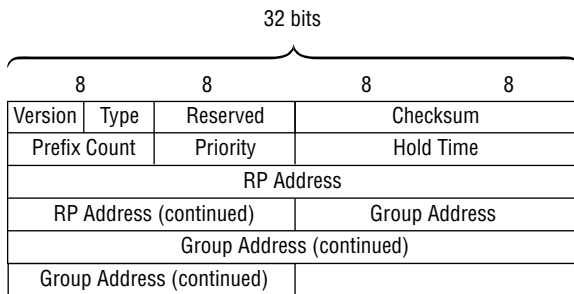 32 bits
8 8 8 8
Version Type Reserved Checksum
Prefix Count Priority Hold Time
RP Address
RP Address (continued) Group Address
Group Address (continued)
Group Address (continued)